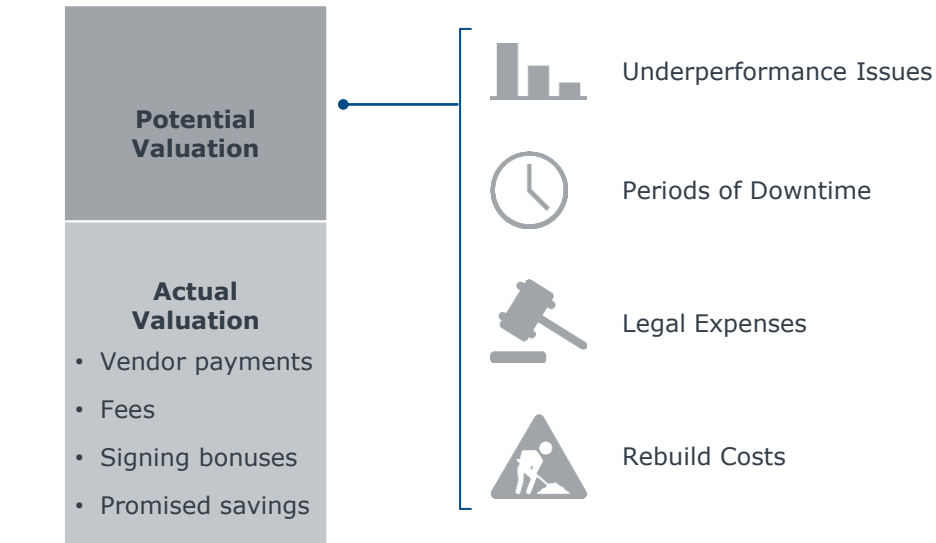 Potential
Valuation
Actual
Valuation
• Vendor payments
• Fees
• Signing bonuses
• Promised savings
Underperformance Issues
Periods of Downtime
Legal Expenses
Rebuild Costs